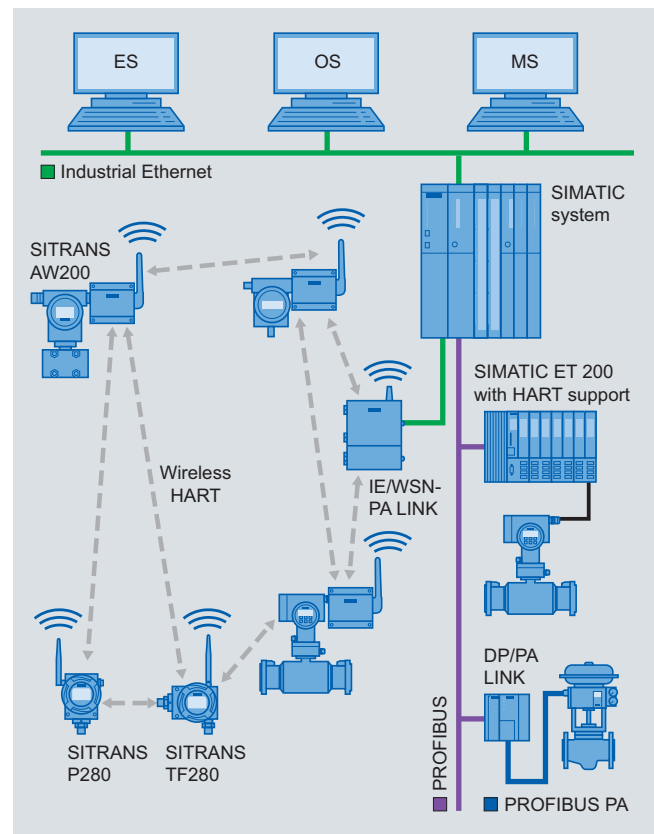 ES
OS
MS
Industrial Ethernet
SIMATIC
system
SITRANS
AW200
SIMATIC ET 200
with HART support
Wireless
HART
IE/WSN-
PA LINK
DP/PA
LINK
SITRANS
P280
SITRANS
TF280
PROFIBUS
PROFIBUS PA